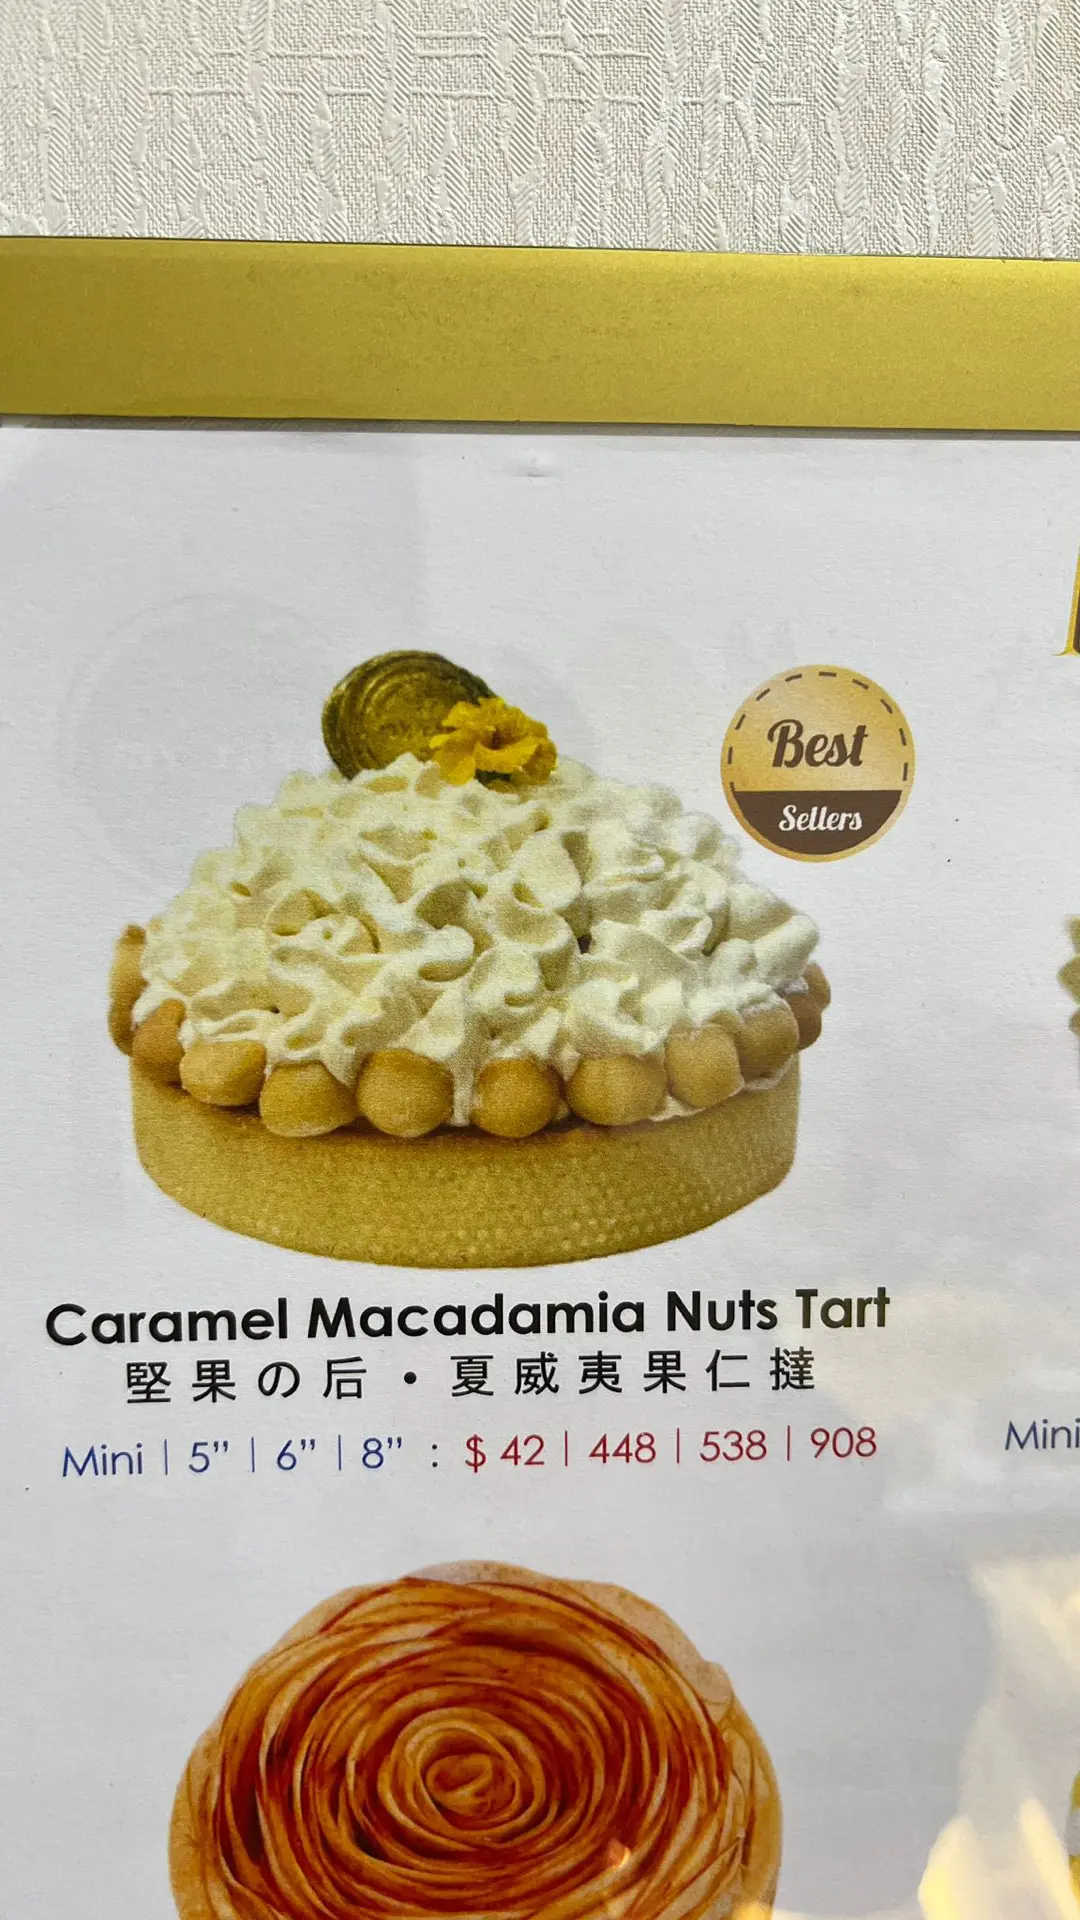 Best
Sellers
Caramel Macadamia Nuts Tart
堅果の后・夏威夷果仁撻
Mini | 5” | 6” | 8” : $ 42 | 448 | 538 | 908
Mini